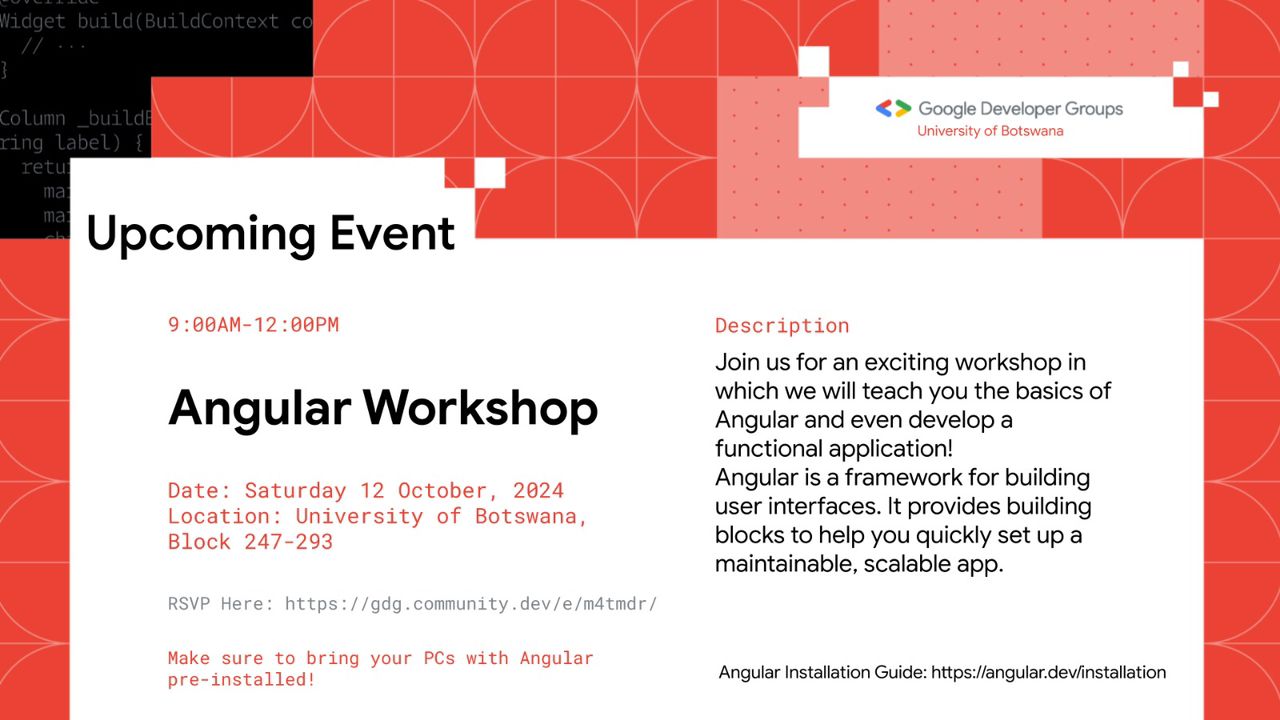 @override
Widget build(BuildContext co
// ...
}
Column _buildB
ring label) {
retu
mai
mai
Google Developer Groups
University of Botswana
Upcoming Event
9:00AM-12:00PM
Angular Workshop
Date: Saturday 12 October, 2024
Location: University of Botswana,
Block 247-293
RSVP Here: https://gdg.community.dev/e/m4tmdr/
Make sure to bring your PCs with Angular
pre-installed!
Description
Join us for an exciting workshop in
which we will teach you the basics of
Angular and even develop a
functional application!
Angular is a framework for building
user interfaces. It provides building
blocks to help you quickly set up a
maintainable, scalable app.
Angular Installation Guide: https://angular.dev/installation